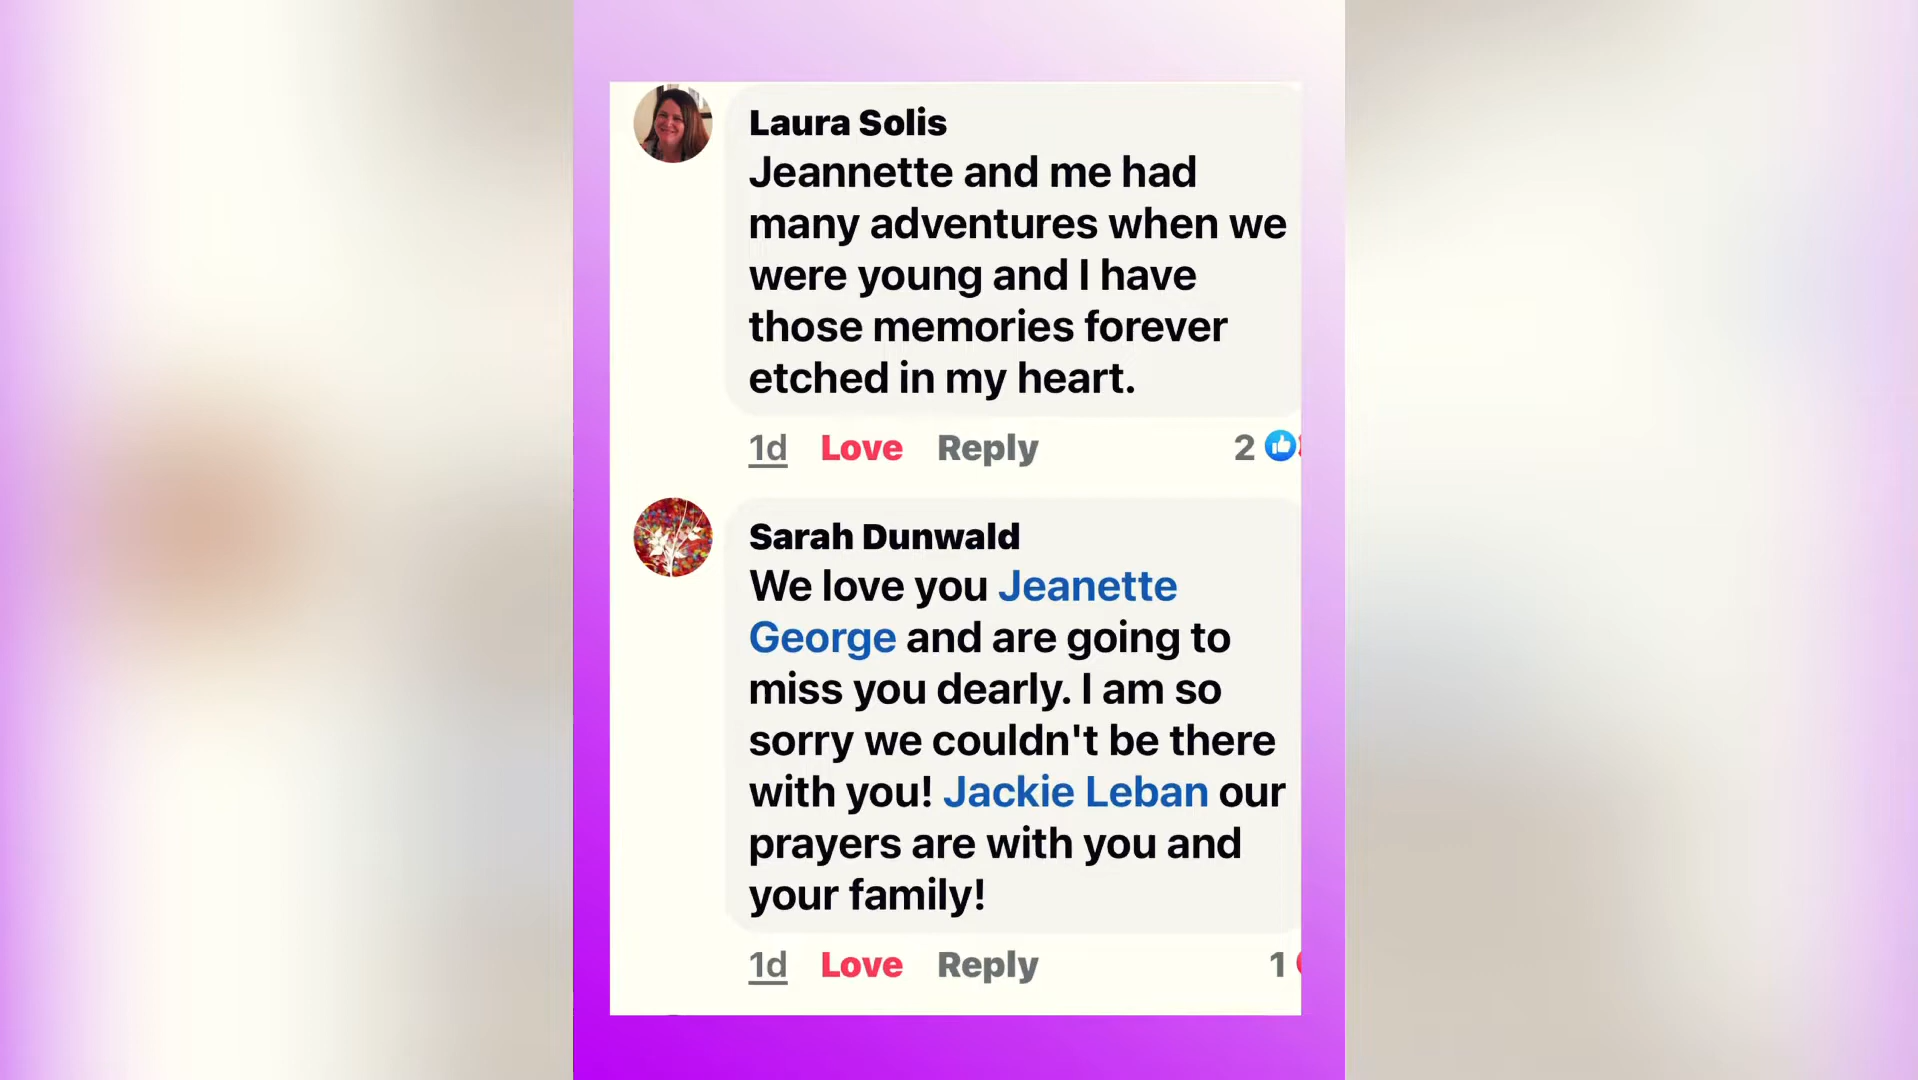 Laura Solis
Jeannette and me had
many adventures when we
were young and I have
those memories forever
etched in my heart.
1d Love Reply 2
Sarah Dunwald
We love you Jeanette
George and are going to
miss you dearly. I am so
sorry we couldn't be there
with you! Jackie Leban our
prayers are with you and
your family!
1d Love Reply 1